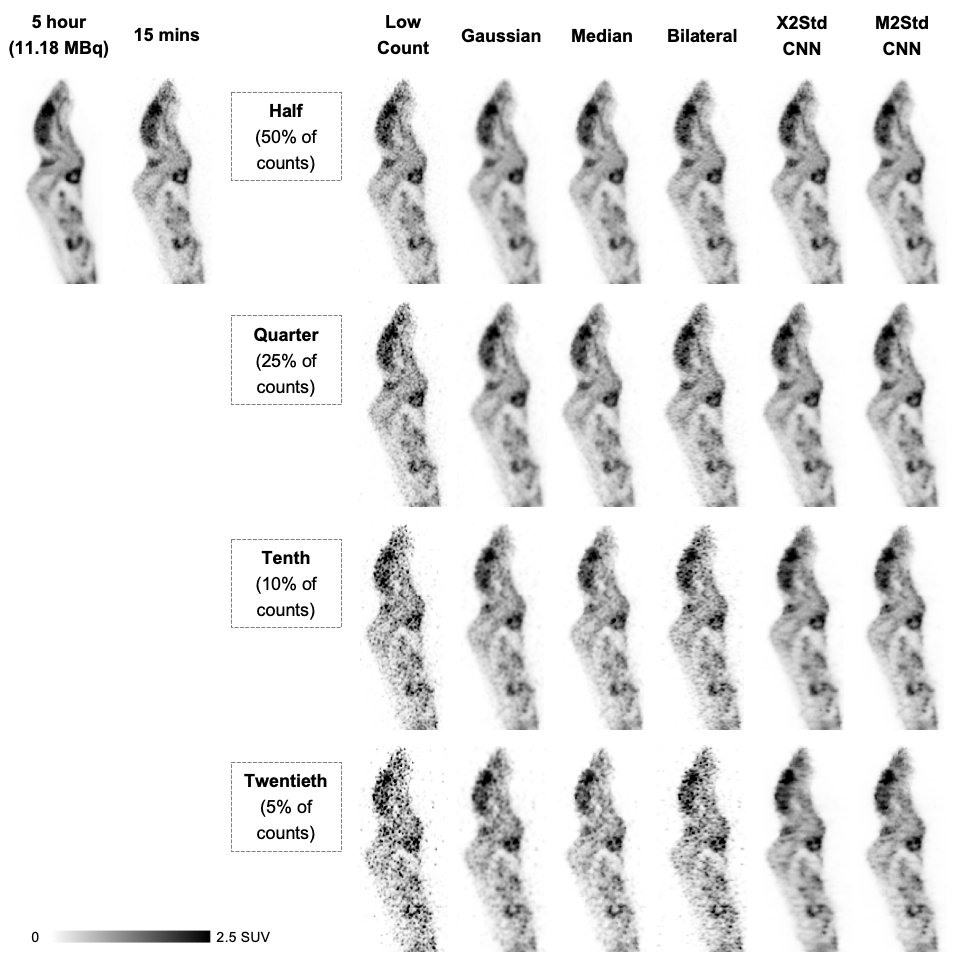 5 hour
(11.18 MBq)
15 mins
Low
Count
Gaussian
Median
Bilateral
X2Std
CNN
M2Std
CNN
Half
(50% of
counts)
Quarter
(25% of
counts)
Tenth
(10% of
counts)
Twentieth
(5% of
counts)
0
2.5 SUV